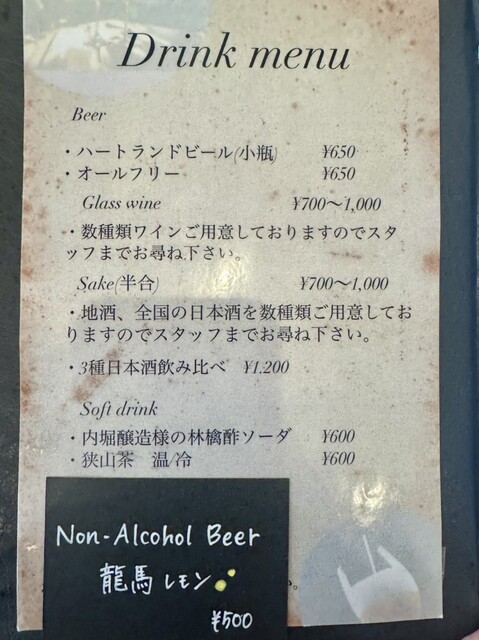 Drink menu
Beer
・ハートランドビール(小瓶) ¥650
・オールフリー ¥650
Glass wine ¥700〜1,000
・数種類ワインご用意しておりますのでスタ
ッフまでお尋ね下さい。
Sake(半合) ¥700〜1,000
・地酒、全国の日本酒を数種類ご用意してお
りますのでスタッフまでお尋ね下さい。
・3種日本酒飲み比べ ¥1.200
Soft drink
・内堀醸造様の林檎酢ソーダ ¥600
・狭山茶 温/冷 ¥600
Non-Alcohol Beer
龍馬レモン
¥500